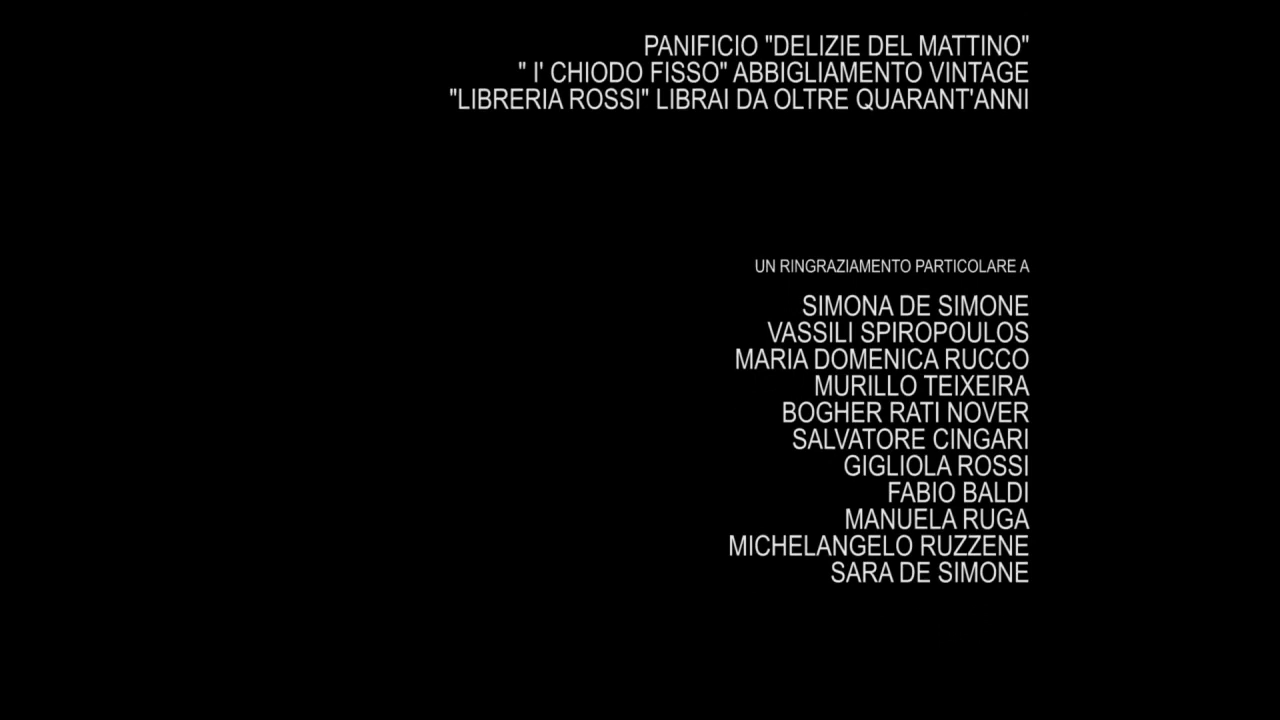 PANIFICIO "DELIZIE DEL MATTINO"
" I' CHIODO FISSO" ABBIGLIAMENTO VINTAGE
"LIBRERIA ROSSI" LIBRAI DA OLTRE QUARANT'ANNI
UN RINGRAZIAMENTO PARTICOLARE A
SIMONA DE SIMONE
VASSILI SPIROPOULOS
MARIA DOMENICA RUCCO
MURILLO TEIXEIRA
BOGHER RATI NOVER
SALVATORE CINGARI
GIGLIOLA ROSSI
FABIO BALDI
MANUELA RUGA
MICHELANGELO RUZZENE
SARA DE SIMONE